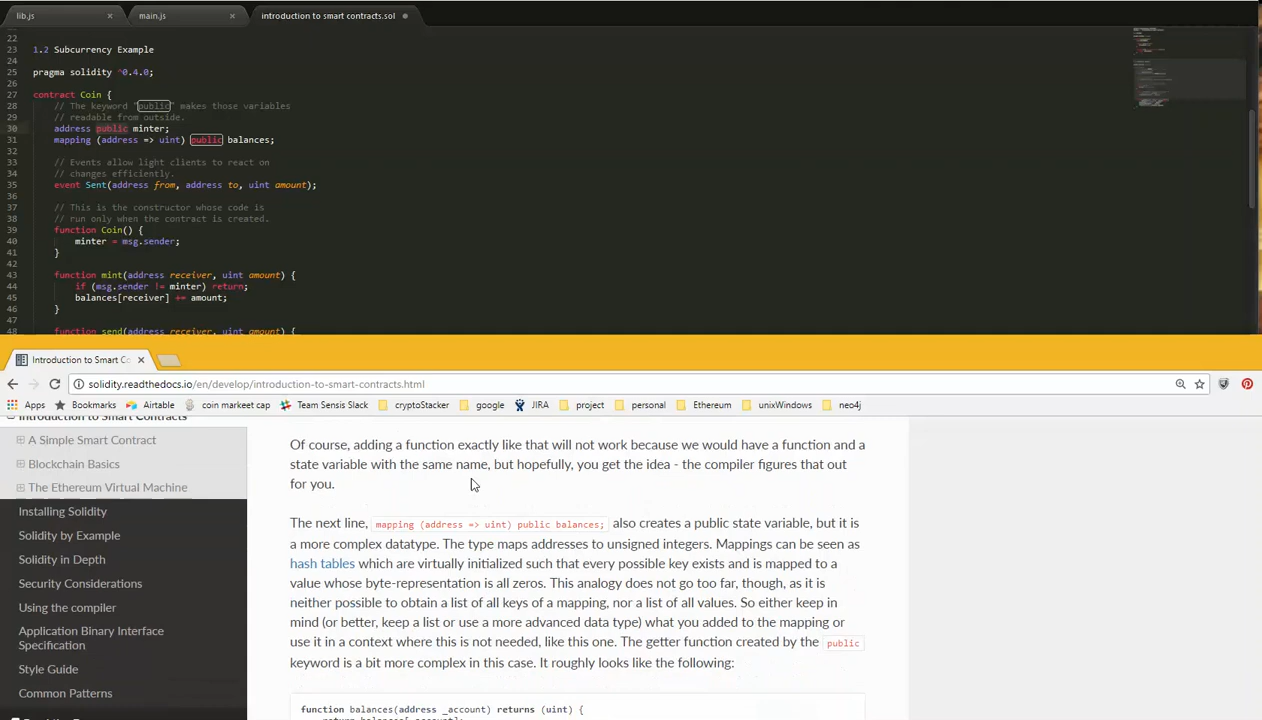 lib.js × main.js × introduction to smart contracts.sol
22
23 1.2 Subcurrency Example
24
25 pragma solidity ^0.4.0;
26
27 contract Coin {
28 // The keyword "public" makes those variables
29 // readable from outside.
30 address public minter;
31 mapping (address => uint) public balances;
32
33 // Events allow light clients to react on
34 // changes efficiently.
35 event Sent(address from, address to, uint amount);
36
37 // This is the constructor whose code is
38 // run only when the contract is created.
39 function Coin() {
40 minter = msg.sender;
41 }
42
43 function mint(address receiver, uint amount) {
44 if (msg.sender != minter) return;
45 balances[receiver] += amount;
46 }
47
48 function send(address receiver, uint amount) {
Introduction to Smart Co ×
solidity.readthedocs.io/en/develop/introduction-to-smart-contracts.html
Apps Bookmarks Airtable coin markeet cap Team Sensis Slack cryptoStacker google JIRA project personal Ethereum unixWindows neo4j
Introduction to Smart Contracts
A Simple Smart Contract
Blockchain Basics
The Ethereum Virtual Machine
Installing Solidity
Solidity by Example
Solidity in Depth
Security Considerations
Using the compiler
Application Binary Interface
Specification
Style Guide
Common Patterns
Of course, adding a function exactly like that will not work because we would have a function and a
state variable with the same name, but hopefully, you get the idea - the compiler figures that out
for you.
The next line, mapping (address => uint) public balances; also creates a public state variable, but it is
a more complex datatype. The type maps addresses to unsigned integers. Mappings can be seen as
hash tables which are virtually initialized such that every possible key exists and is mapped to a
value whose byte-representation is all zeros. This analogy does not go too far, though, as it is
neither possible to obtain a list of all keys of a mapping, nor a list of all values. So either keep in
mind (or better, keep a list or use a more advanced data type) what you added to the mapping or
use it in a context where this is not needed, like this one. The getter function created by the public
keyword is a bit more complex in this case. It roughly looks like the following:
function balances(address _account) returns (uint) {
return balances[_account];